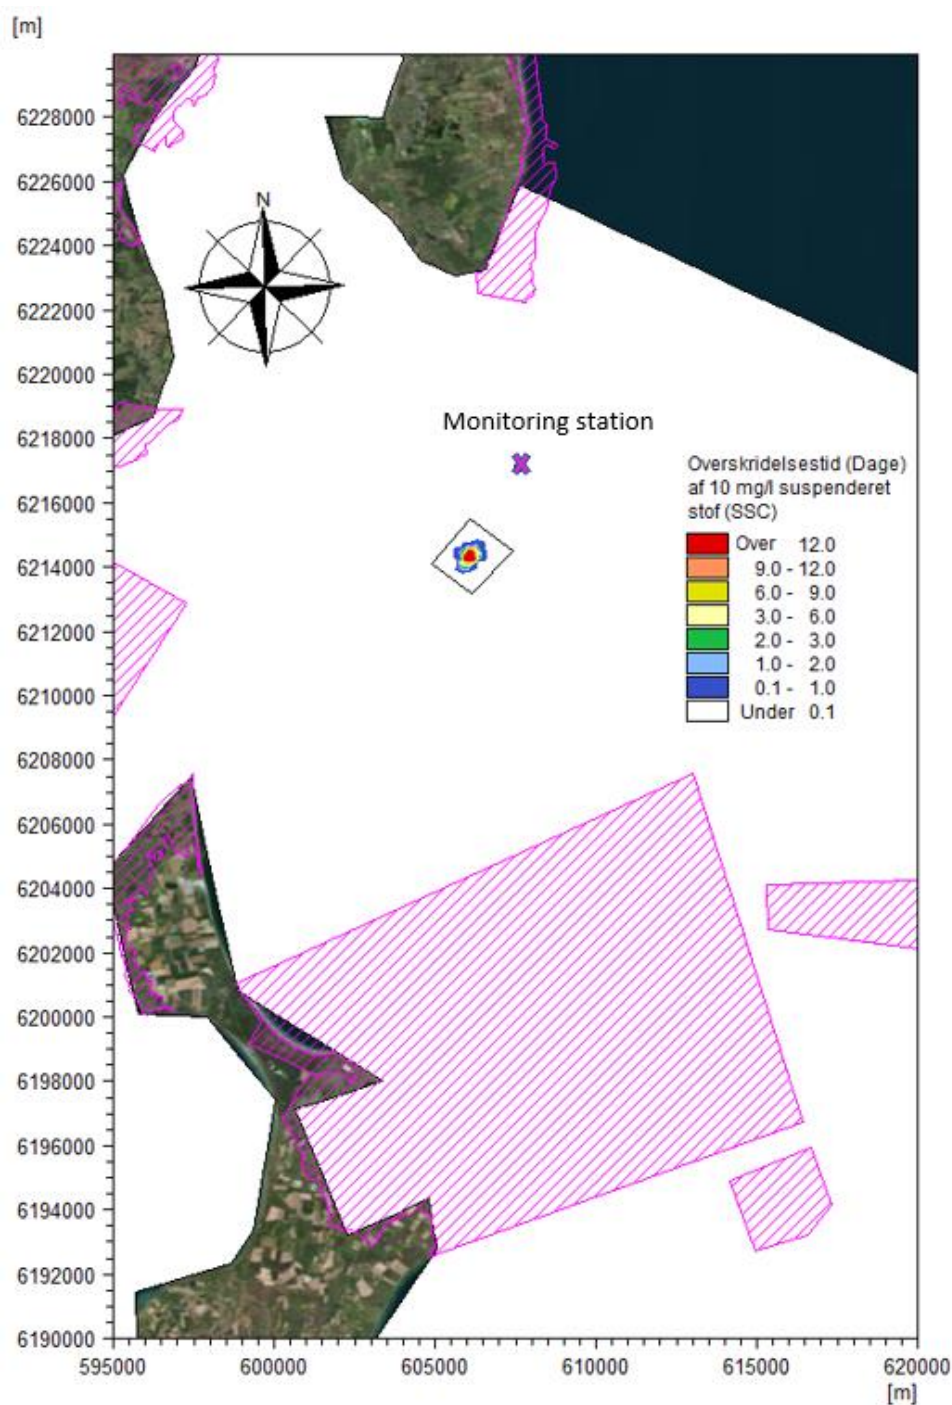 [m]
6228000
6226000
N
6224000
6222000
6220000
6218000
Monitoring station
6216000
Overskridelsestid (Dage)
af 10 mg/l suspenderet
stof (SSC)
Over 12.0
9.0 - 12.0
6.0 - 9.0
3.0 - 6.0
2.0 - 3.0
1.0 - 2.0
0.1 - 1.0
Under 0.1
6214000
6212000
6210000
6208000
6206000
6204000
6202000
6200000
6198000
6196000
6194000
6192000
6190000
595000 600000 605000 610000 615000 620000
[m]